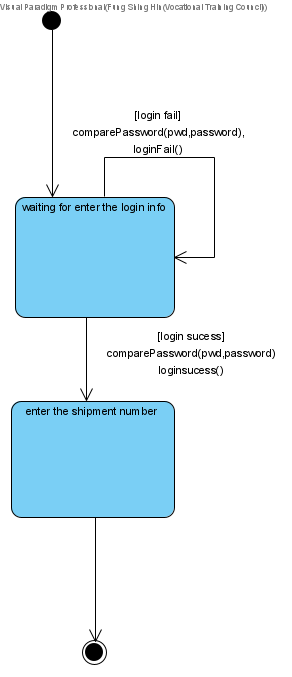 Visual Paradigm Professional(Fung Shing Hin(Vocational Training Council))
[login fail]
comparePassword(pwd,password),
loginFail()
waiting for enter the login info
[login sucess]
comparePassword(pwd,password)
loginsucess()
enter the shipment number